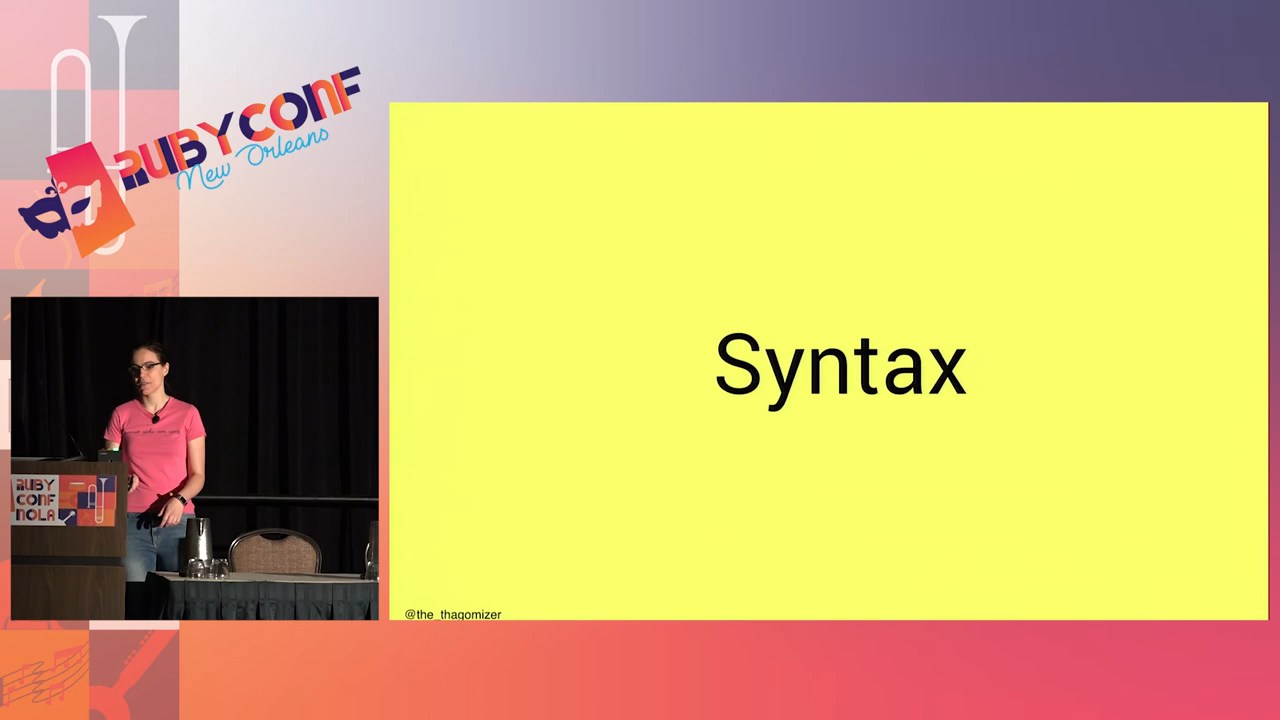 RUBYCONF
New Orleans
Syntax
RUBY
CONF
NOLA
@the_thagomizer